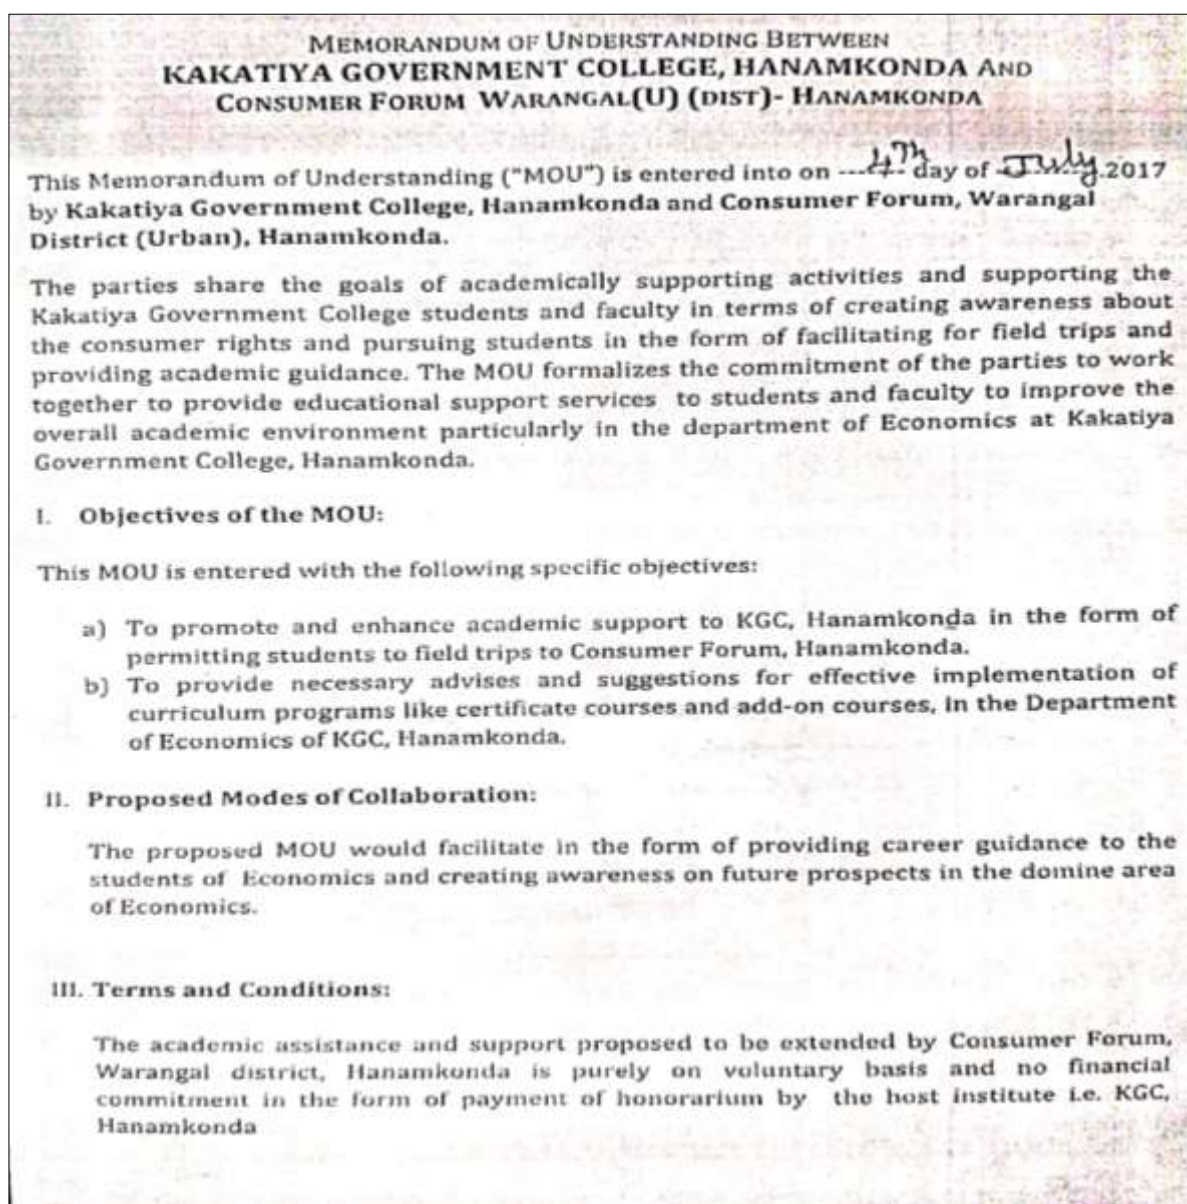 MEMORANDUM OF UNDERSTANDING BETWEEN
KAKATIYA GOVERNMENT COLLEGE, HANAMKONDA AND
CONSUMER FORUM WARANGAL(U) (DIST)- HANAMKONDA
This Memorandum of Understanding ("MOU") is entered into on ---4Th- day of July.2017
by Kakatiya Government College, Hanamkonda and Consumer Forum, Warangal
District (Urban), Hanamkonda.
The parties share the goals of academically supporting activities and supporting the
Kakatiya Government College students and faculty in terms of creating awareness about
the consumer rights and pursuing students in the form of facilitating for field trips and
providing academic guidance. The MOU formalizes the commitment of the parties to work
together to provide educational support services to students and faculty to improve the
overall academic environment particularly in the department of Economics at Kakatiya
Government College, Hanamkonda.
I. Objectives of the MOU:
This MOU is entered with the following specific objectives:
a) To promote and enhance academic support to KGC, Hanamkonda in the form of
permitting students to field trips to Consumer Forum, Hanamkonda.
b) To provide necessary advises and suggestions for effective implementation of
curriculum programs like certificate courses and add-on courses, in the Department
of Economics of KGC, Hanamkonda.
II. Proposed Modes of Collaboration:
The proposed MOU would facilitate in the form of providing career guidance to the
students of Economics and creating awareness on future prospects in the domine area
of Economics.
III. Terms and Conditions:
The academic assistance and support proposed to be extended by Consumer Forum,
Warangal district, Hanamkonda is purely on voluntary basis and no financial
commitment in the form of payment of honorarium by the host institute i.e. KGC,
Hanamkonda